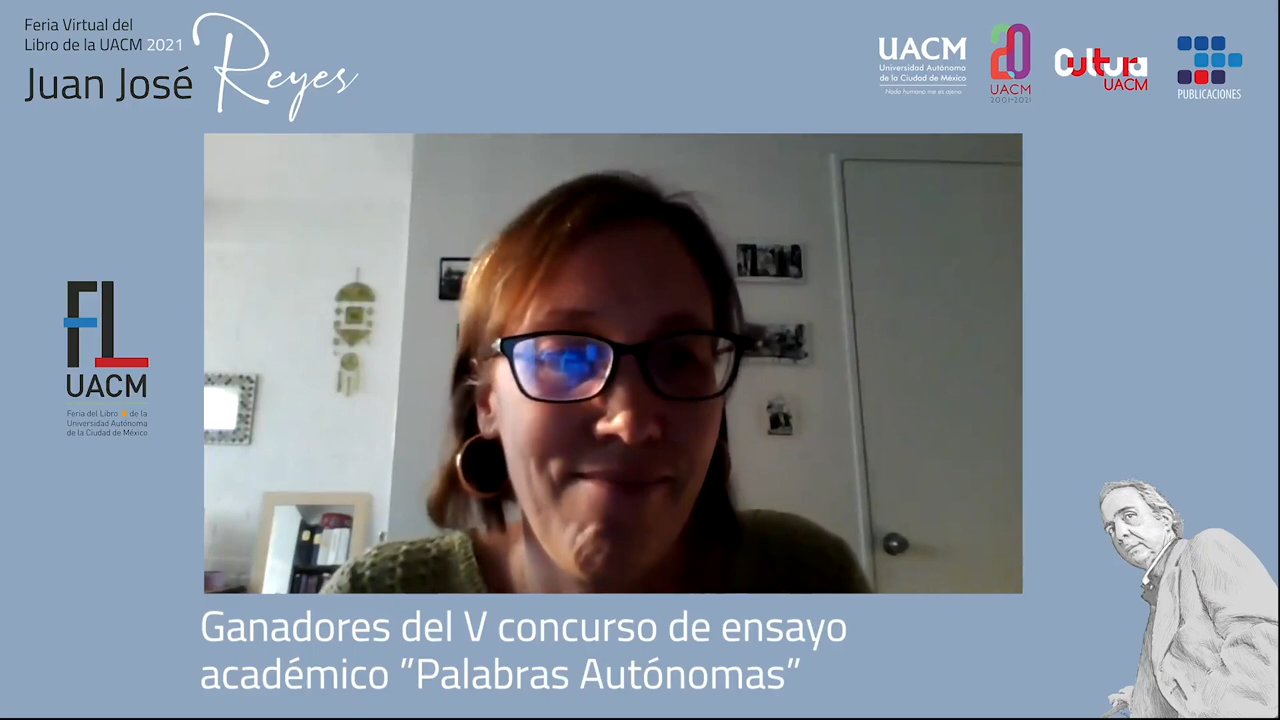 Feria Virtual del
Libro de la UACM 2021
Juan José Reyes
UACM
Universidad Autónoma
de la Ciudad de México
Nada humano me es ajeno
20
UACM
2001-2021
Cultura
UACM
PUBLICACIONES
FL
UACM
Feria del Libro de la
Universidad Autónoma
de la Ciudad de México
Ganadores del V concurso de ensayo
académico ”Palabras Autónomas”